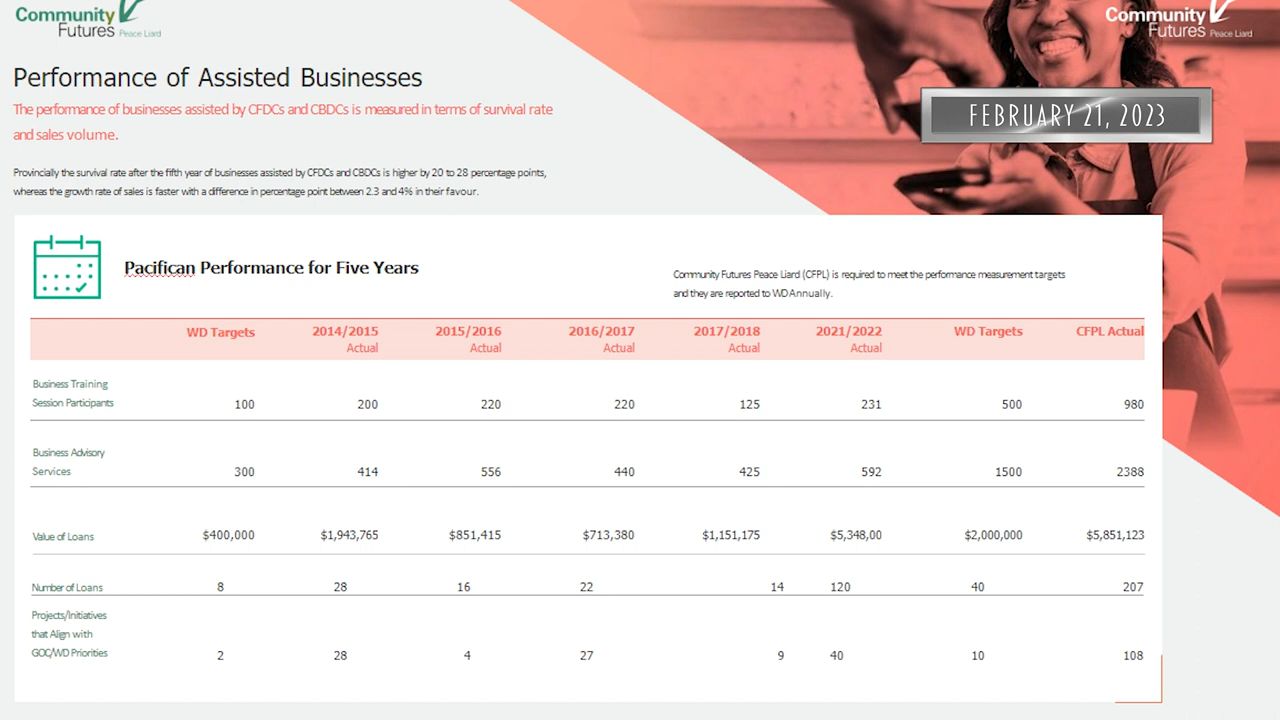 Community
Futures Peace Liard
Community
Futures Peace Liard
Performance of Assisted Businesses
The performance of businesses assisted by CFDCs and CBDCs is measured in terms of survival rate
and sales volume.
FEBRUARY 21, 2023
Provincially the survival rate after the fifth year of businesses assisted by CFDCs and CBDCs is higher by 20 to 28 percentage points,
whereas the growth rate of sales is faster with a difference in percentage point between 2.3 and 4% in their favour.
Pacifican Performance for Five Years
Community Futures Peace Liard (CFPL) is required to meet the performance measurement targets
and they are reported to WD Annually.
WD Targets 2014/2015 2015/2016 2016/2017 2017/2018 2021/2022 WD Targets CFPL Actual
Actual Actual Actual Actual Actual
Business Training
Session Participants 100 200 220 220 125 231 500 980
Business Advisory
Services 300 414 556 440 425 592 1500 2388
Value of Loans $400,000 $1,943,765 $851,415 $713,380 $1,151,175 $5,348,00 $2,000,000 $5,851,123
Number of Loans 8 28 16 22 14 120 40 207
Projects/Initiatives
that Align with
GOC/WD Priorities 2 28 4 27 9 40 10 108